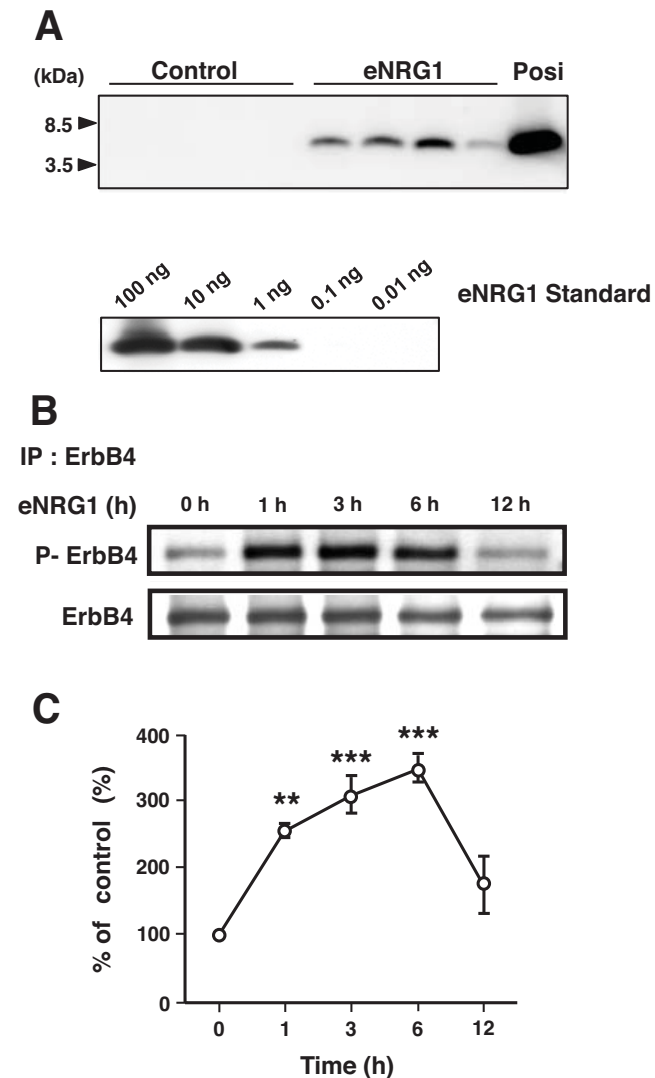 A
(kDa) Control eNRG1 Posi
8.5
3.5
100 ng 10 ng 1 ng 0.1 ng 0.01 ng eNRG1 Standard
B
IP : ErbB4
eNRG1 (h) 0 h 1 h 3 h 6 h 12 h
P- ErbB4
ErbB4
C
% of control (%)
400
300
200
100
0
** *** ***
0 1 3 6 12
Time (h)